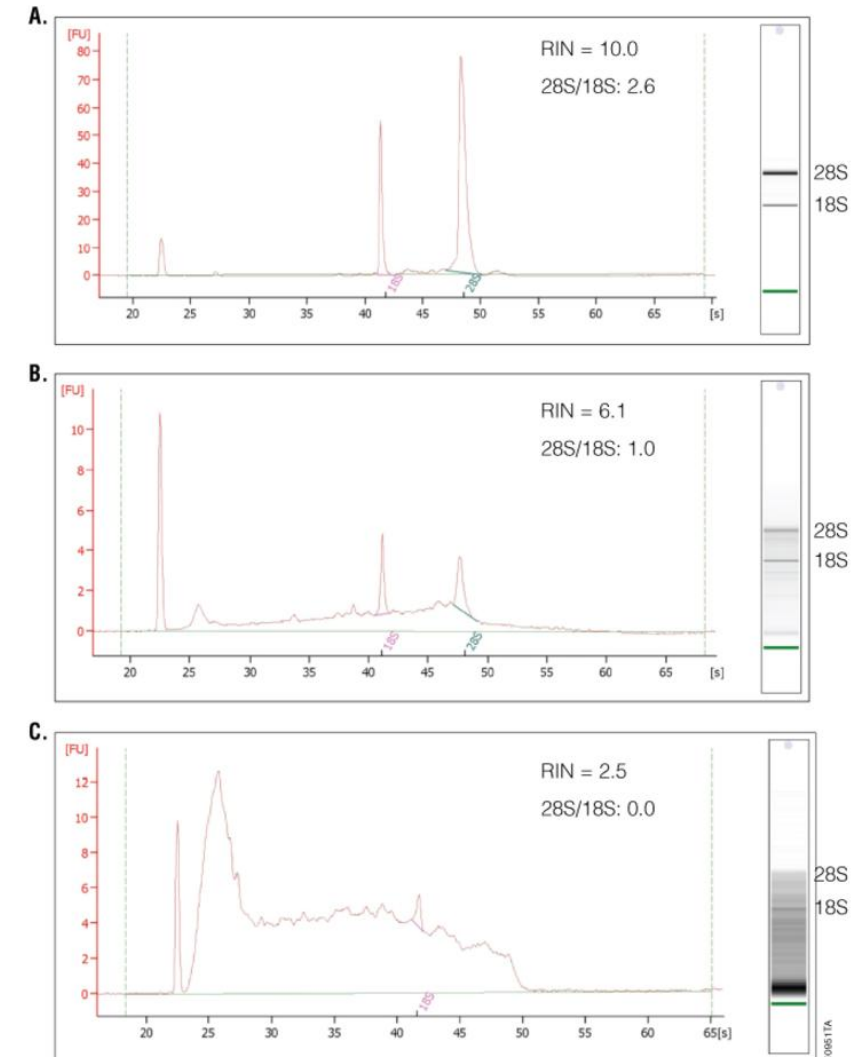 A.
[FU]
80
70
60
50
40
30
20
10
0
RIN = 10.0
28S/18S: 2.6
28S
18S
18S
28S
20 25 30 35 40 45 50 55 60 65 [s]
B.
[FU]
10
8
6
4
2
0
RIN = 6.1
28S/18S: 1.0
28S
18S
18S
28S
20 25 30 35 40 45 50 55 60 65 [s]
C.
[FU]
12
10
8
6
4
2
0
RIN = 2.5
28S/18S: 0.0
28S
18S
18S
20 25 30 35 40 45 50 55 60 65[s]
0951TA